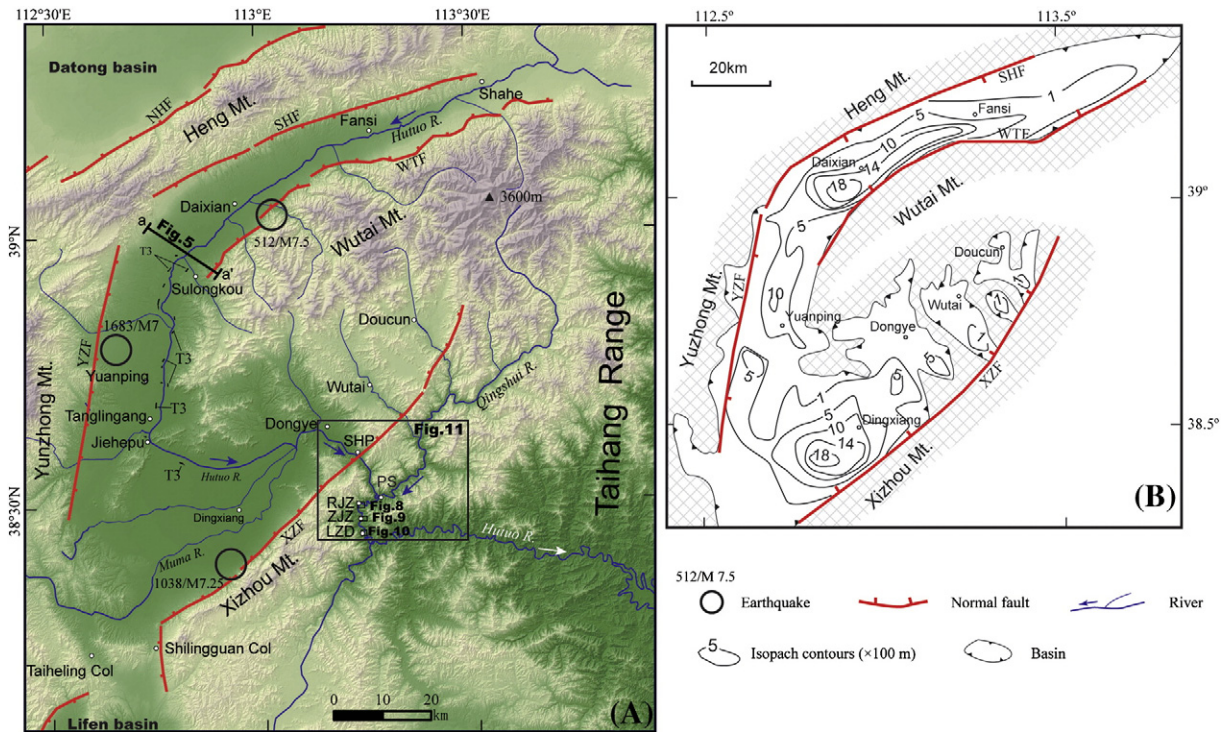 112°30'E
113°E
113°30'E
Datong basin
NHF
Heng Mt.
SHF
Shahe
Fansi
Hutuo R.
WTF
3600m
Daixian
Wutai Mt.
39°N
a
Fig.5
T3
a'
512/M7.5
Sulongkou
Doucun
1683/M7
YZF
Yuanping
T3
Qingshui R.
Wutai
T3
Taihang Range
Yunzhong Mt.
Tanglingang
Dongye
Fig.11
Jiehepu
SHP
T3
Hutuo R.
PS
38°30'N
RJZ
Fig.8
ZJZ
Fig.9
LZD
Fig.10
Dingxiang
XZF
Hutuo R.
Muma R.
1038/M7.25
Xizhou Mt.
Shilingguan Col
Taiheling Col
0 10 20
km
(A)
Lifen basin
112.5°
113.5°
20km
SHF
Heng Mt.
1
Fansi
5
10
WTE
Daixian
14
18
39°
Wutai Mt.
5
Doucun
YZF
10
1
Yuzhong Mt.
Wutai
1
Yuanping
Dongye
1
5
5
5
XZF
1
5
Dingxiang
10
14
18
38.5°
Xizhou Mt.
(B)
512/M 7.5
Earthquake
Normal fault
River
5
Isopach contours (×100 m)
Basin